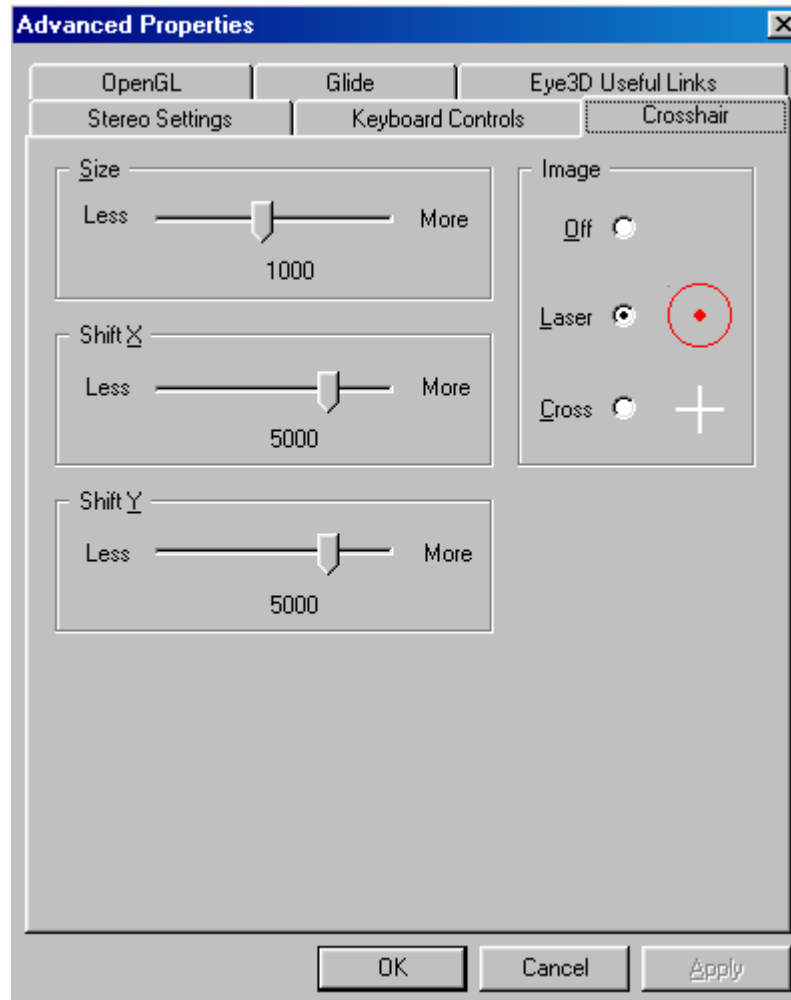 Advanced Properties
OpenGL Glide Eye3D Useful Links
Stereo Settings Keyboard Controls Crosshair
Size
Less More
1000
Shift X
Less More
5000
Shift Y
Less More
5000
Image
Off
Laser
Cross
OK Cancel Apply